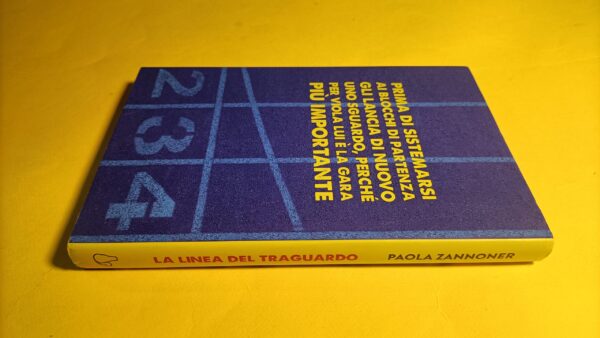 PRIMA DI SISTEMARSI
AI BLOCCHI DI PARTENZA
GLI LANCIA DI NUOVO
UNO SGUARDO, PERCHÉ
PER VIOLA LUI È LA GARA
PIÙ IMPORTANTE
2
3
4
LA LINEA DEL TRAGUARDO
PAOLA ZANNONER